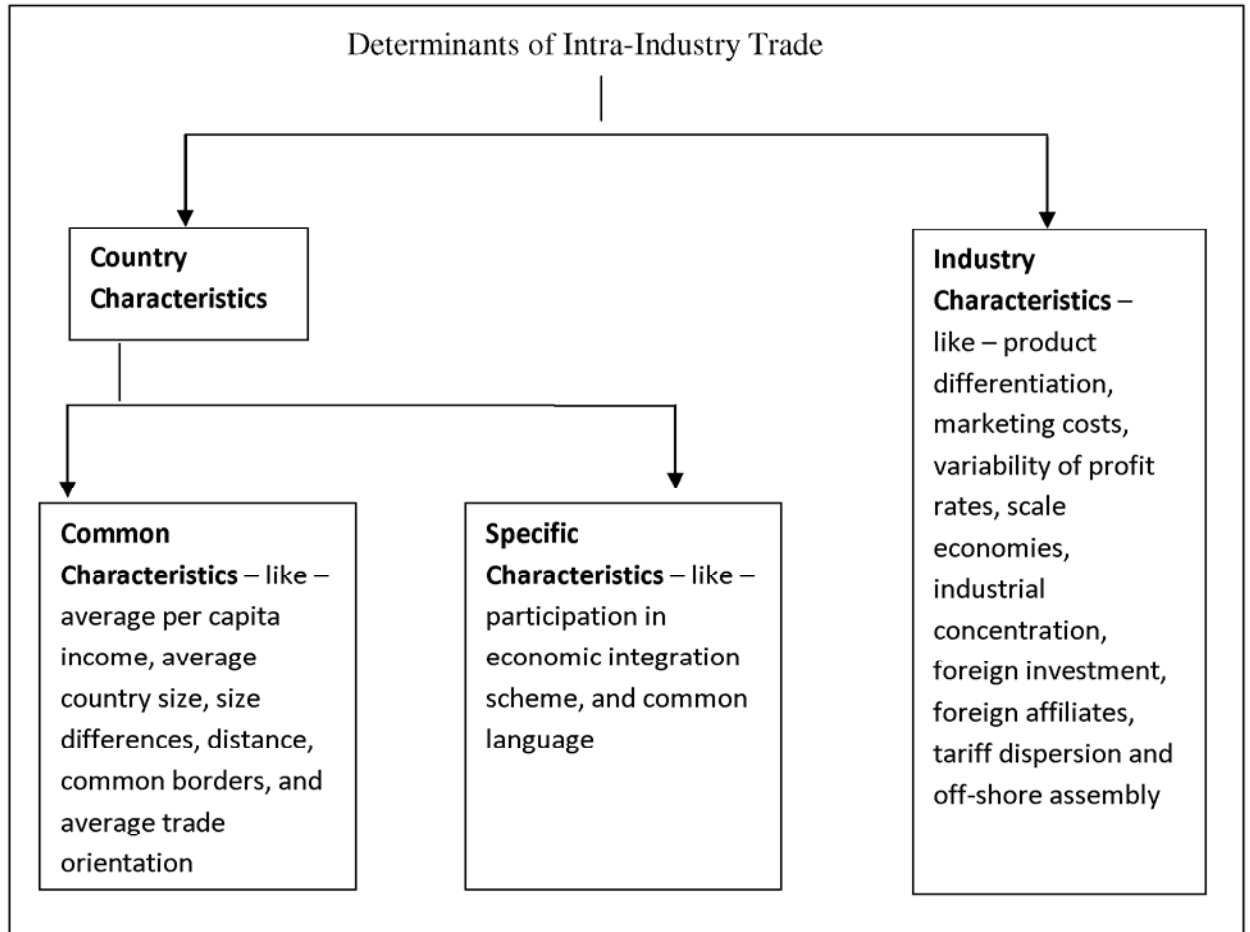 Determinants of Intra-Industry Trade
Country
Characteristics
Industry
Characteristics –
like – product
differentiation,
marketing costs,
variability of profit
rates, scale
economies,
industrial
concentration,
foreign investment,
foreign affiliates,
tariff dispersion and
off-shore assembly
Common
Characteristics – like –
average per capita
income, average
country size, size
differences, distance,
common borders, and
average trade
orientation
Specific
Characteristics – like –
participation in
economic integration
scheme, and common
language